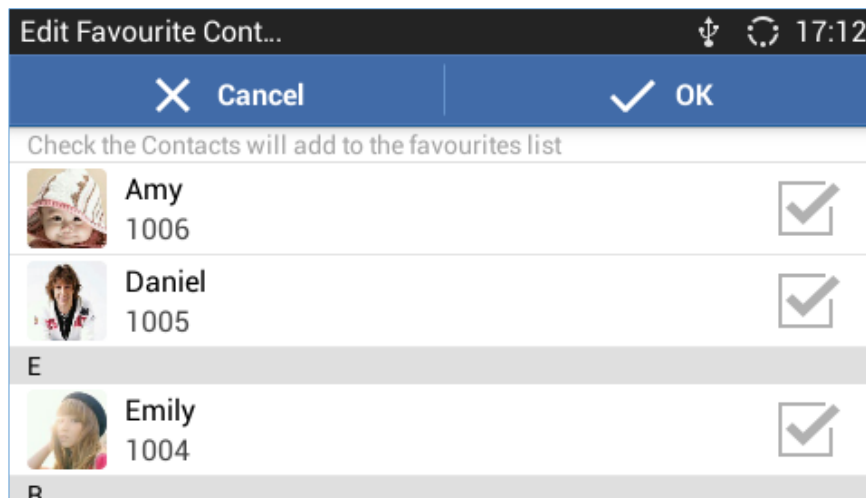 Edit Favourite Cont... 17:12
Cancel OK
Check the Contacts will add to the favourites list
Amy
1006
Daniel
1005
E
Emily
1004